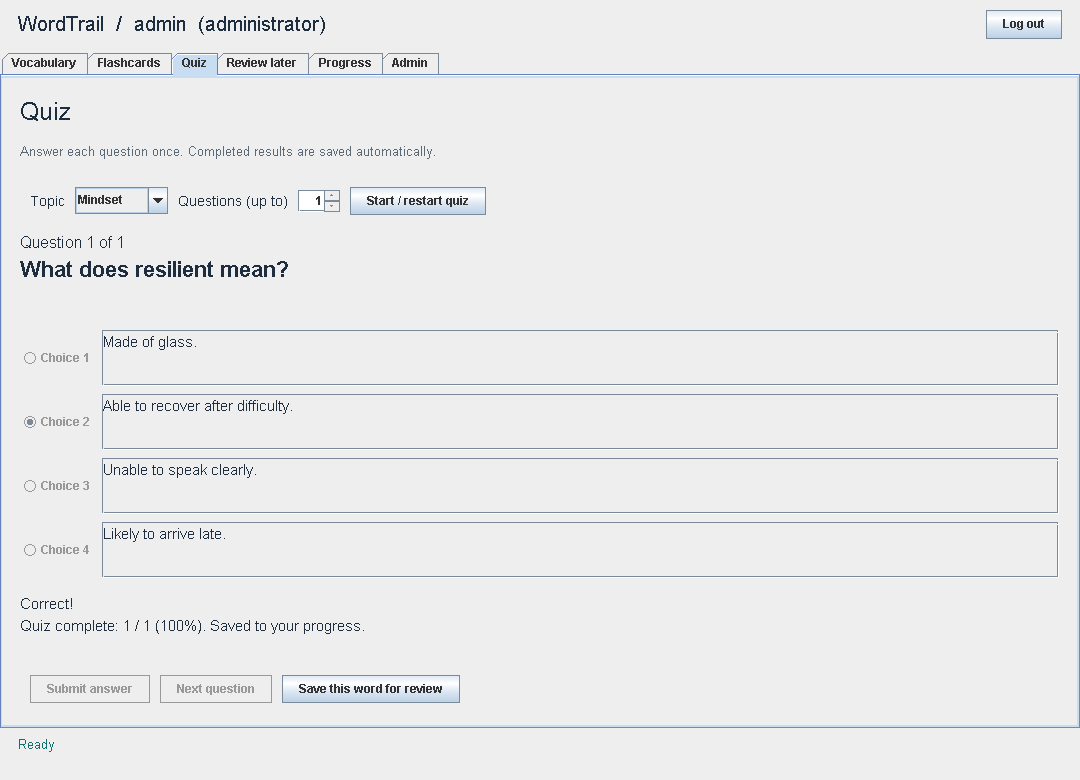 WordTrail / admin (administrator)
Log out
Vocabulary Flashcards Quiz Review later Progress Admin
Quiz
Answer each question once. Completed results are saved automatically.
Topic Mindset Questions (up to) 1 Start / restart quiz
Question 1 of 1
What does resilient mean?
Choice 1 Made of glass.
Choice 2 Able to recover after difficulty.
Choice 3 Unable to speak clearly.
Choice 4 Likely to arrive late.
Correct!
Quiz complete: 1 / 1 (100%). Saved to your progress.
Submit answer Next question Save this word for review
Ready